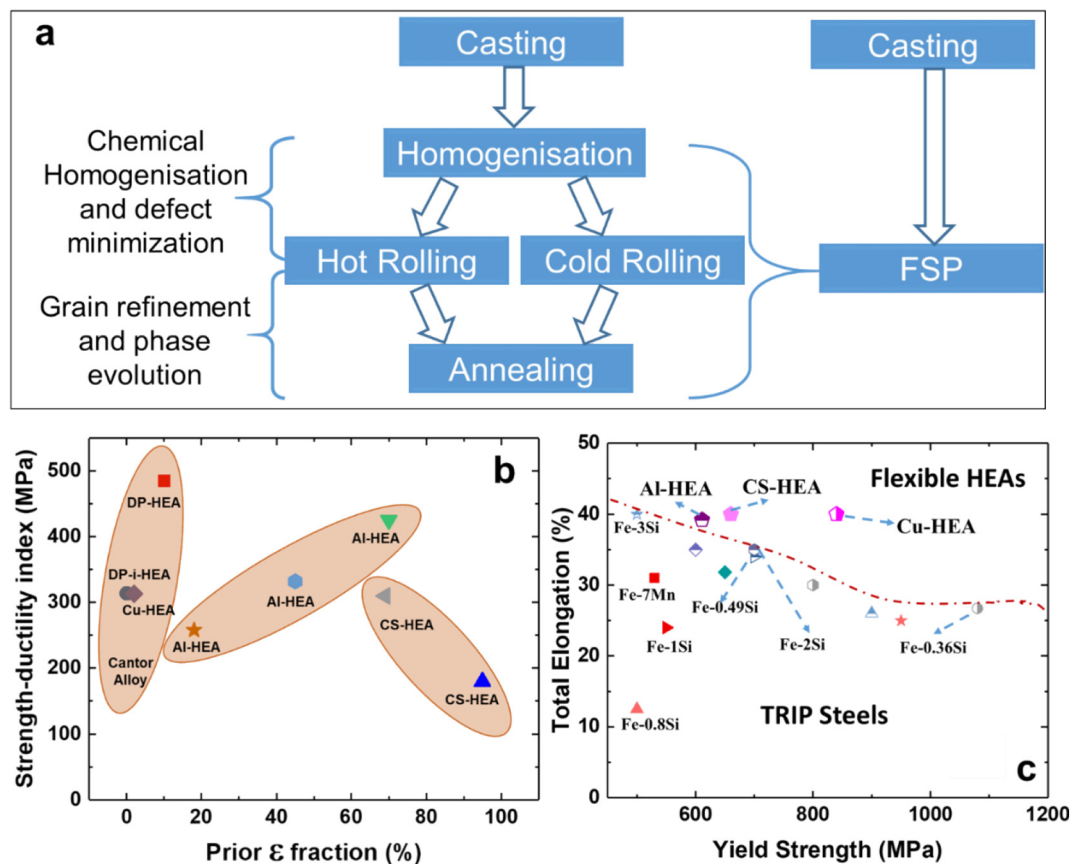 a
Casting
Casting
Chemical
Homogenisation
and defect
minimization
Homogenisation
Hot Rolling
Cold Rolling
FSP
Grain refinement
and phase
evolution
Annealing
b
Strength-ductility index (MPa)
500
400
300
200
100
0
DP-HEA
DP-i-HEA
Cu-HEA
Cantor
Alloy
Al-HEA
Al-HEA
Al-HEA
CS-HEA
CS-HEA
0 20 40 60 80 100
Prior ε fraction (%)
Total Elongation (%)
50
40
30
20
10
0
Flexible HEAs
Al-HEA
CS-HEA
Cu-HEA
Fe-3Si
Fe-7Mn
Fe-0.49Si
Fe-1Si
Fe-2Si
Fe-0.36Si
Fe-0.8Si
TRIP Steels
c
600 800 1000 1200
Yield Strength (MPa)